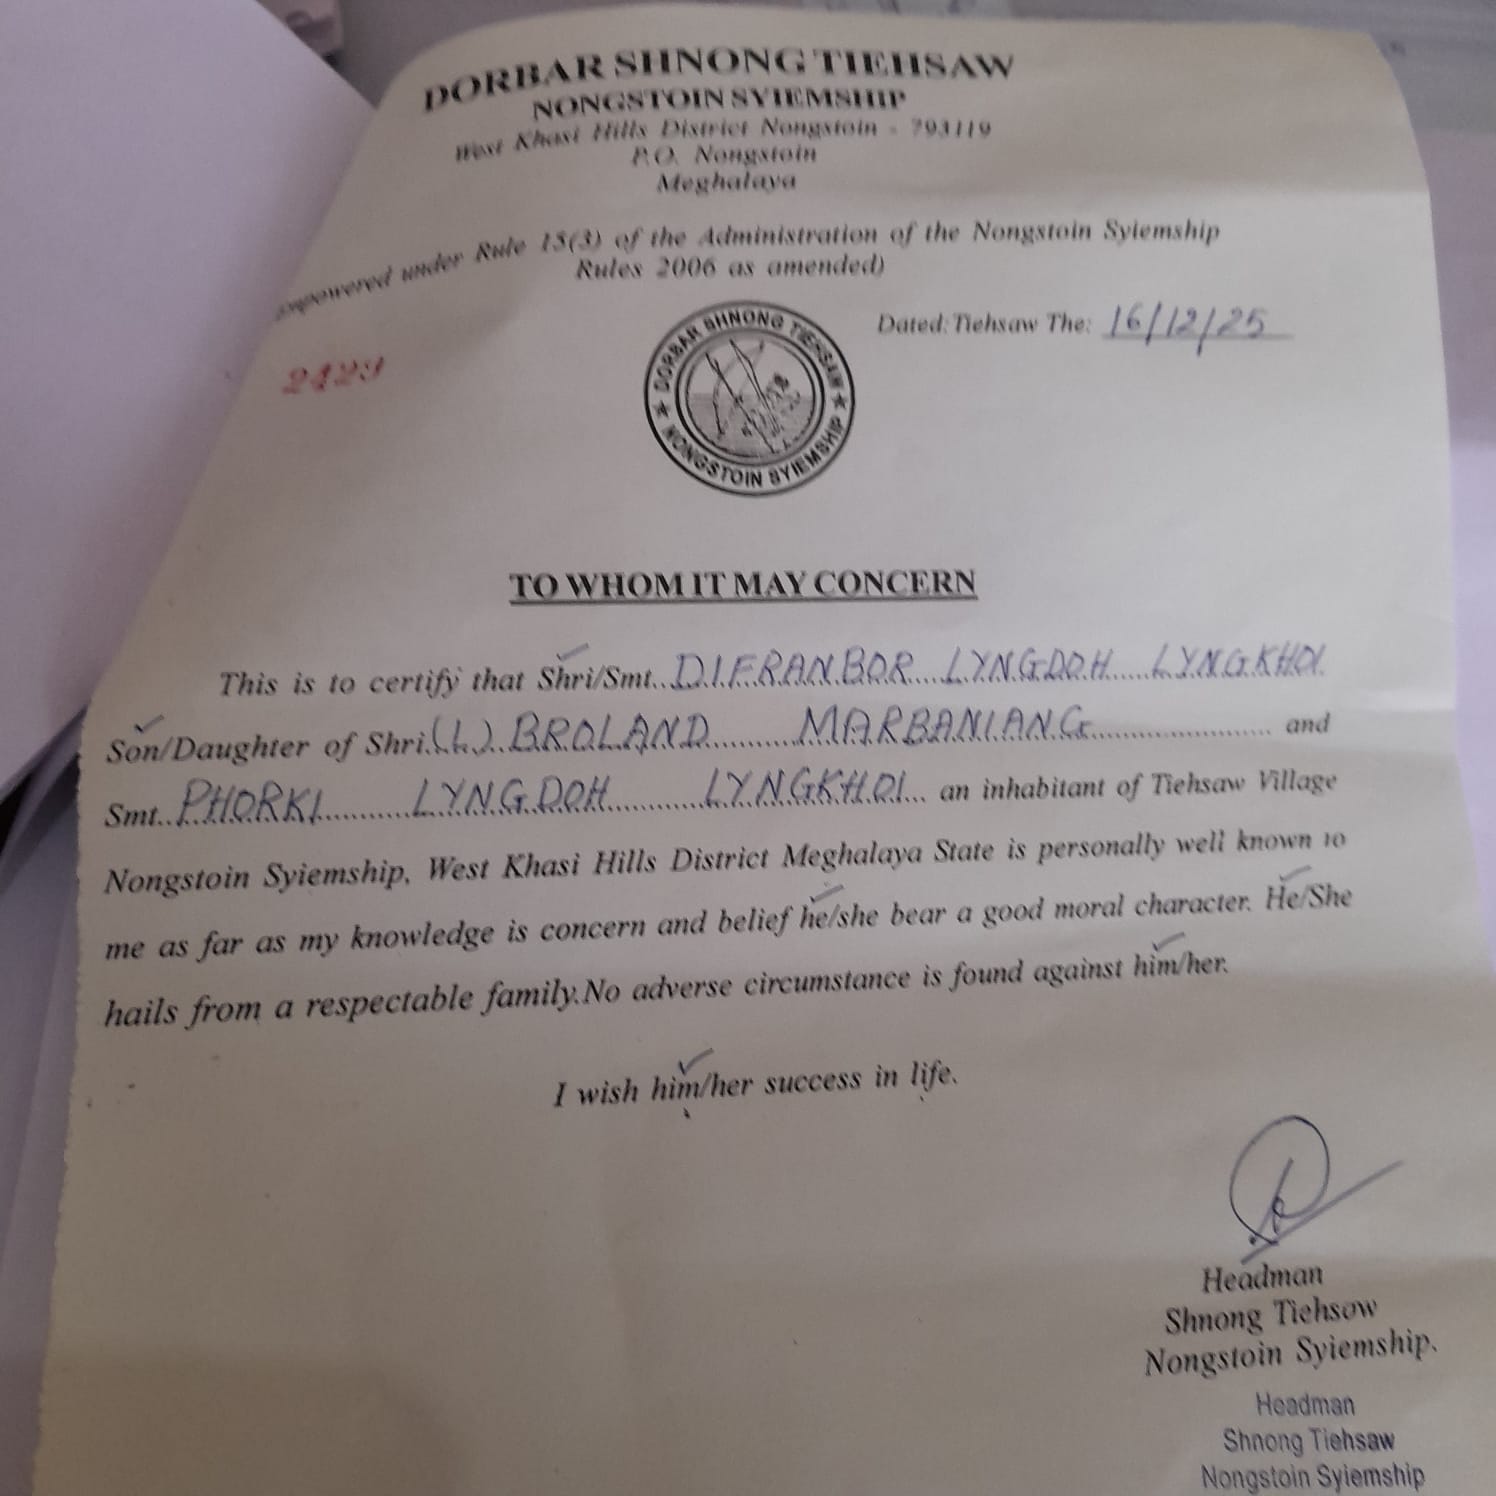 DORBAR SHNONG TIEHSAW
NONGSTOIN SYIEMSHIP
West Khasi Hills District Nongstoin - 793119
P.O. Nongstoin
Meghalaya
mpowered under Rule 15(3) of the Administration of the Nongstoin Syiemship
Rules 2006 as amended)
Dated: Tiehsaw The: 16/12/25
2429
DORBAR SHNONG TIEHSAW
★ NONGSTOIN SYIEMSHIP ★
TO WHOM IT MAY CONCERN
This is to certify that Shri/Smt..DIFRANBOR....LYNGDOH......LYNGKHOI
Son/Daughter of Shri.(L)..BROLAND..........MARBANIANG........................ and
Smt..PHORKI..........LYNGDOH...........LYNGKHOI... an inhabitant of Tiehsaw Village
Nongstoin Syiemship, West Khasi Hills District Meghalaya State is personally well known to
me as far as my knowledge is concern and belief he/she bear a good moral character. He/She
hails from a respectable family.No adverse circumstance is found against him/her.
I wish him/her success in life.
Headman
Shnong Tiehsow
Nongstoin Syiemship.
Headman
Shnong Tiehsaw
Nongstoin Syiemship